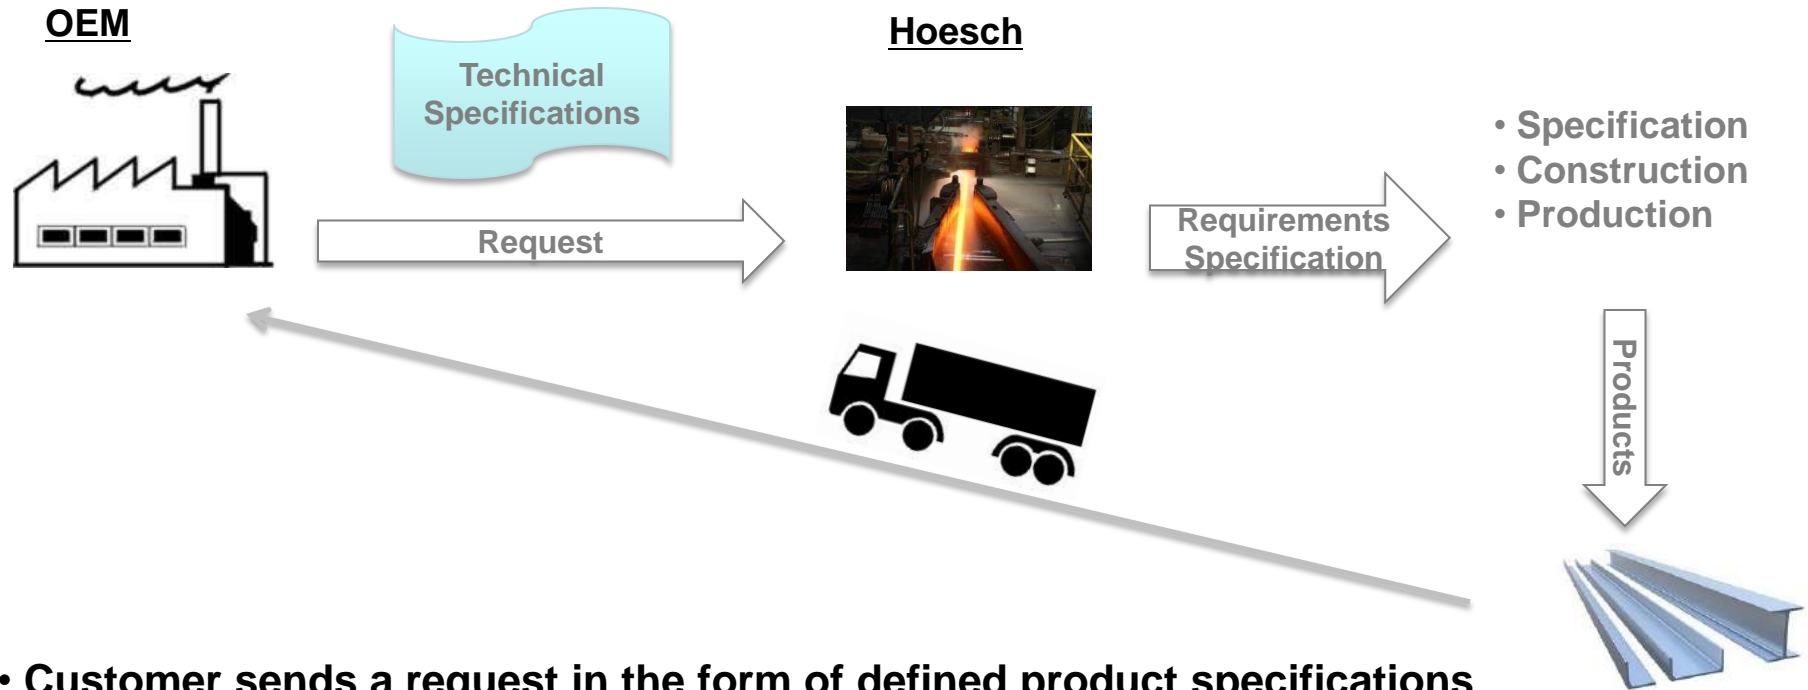 OEM
Technical
Specifications
Hoesch
Request
Requirements
Specification
• Specification
• Construction
• Production
Products
• Customer sends a request in the form of defined product specifications